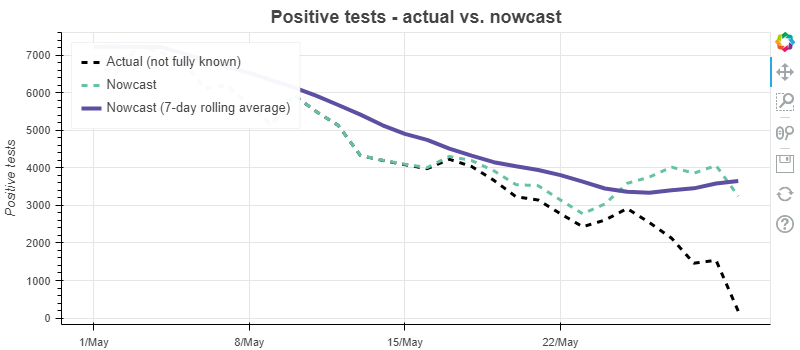 Positive tests - actual vs. nowcast
Actual (not fully known)
Nowcast
Nowcast (7-day rolling average)
Positive tests
7000
6000
5000
4000
3000
2000
1000
0
1/May
8/May
15/May
22/May